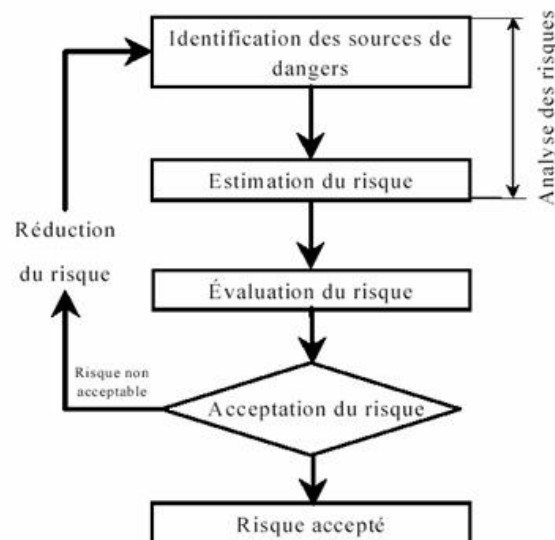 Identification des sources de
dangers
Analyse des risques
Estimation du risque
Réduction
du risque
Évaluation du risque
Risque non
acceptable
Acceptation du risque
Risque accepté